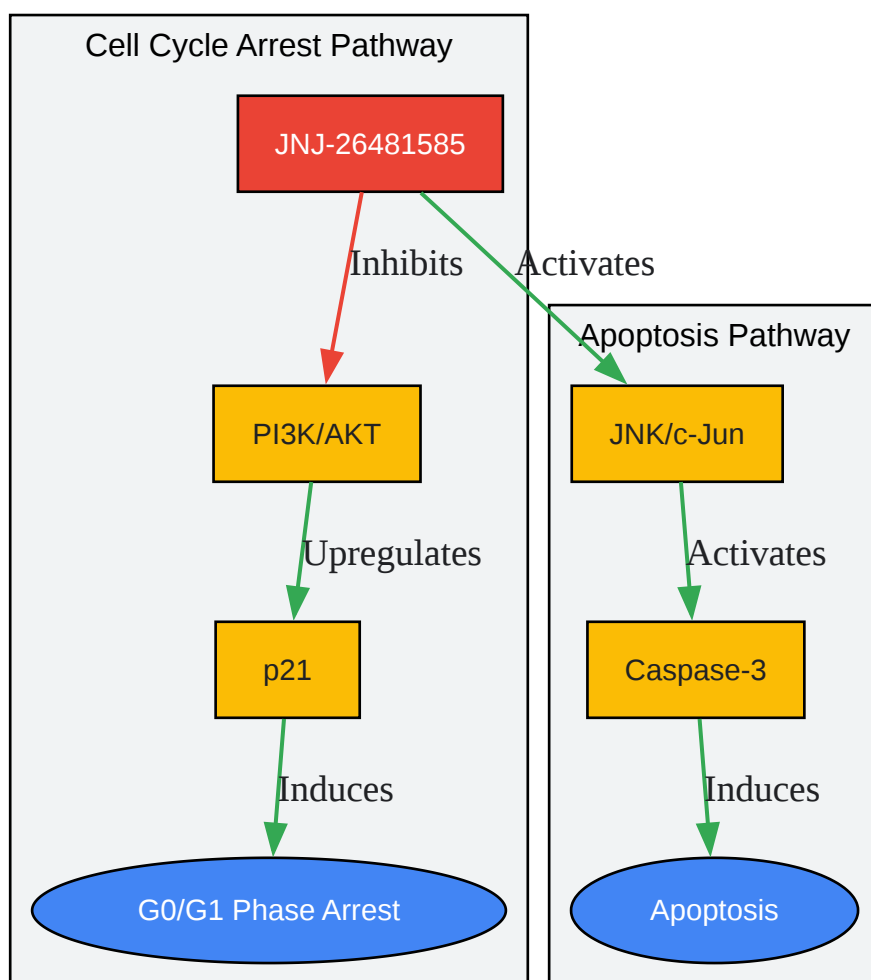 Cell Cycle Arrest Pathway
JNJ-26481585
Inhibits
Activates
Apoptosis Pathway
PI3K/AKT
JNK/c-Jun
Upregulates
Activates
p21
Caspase-3
Induces
Induces
G0/G1 Phase Arrest
Apoptosis